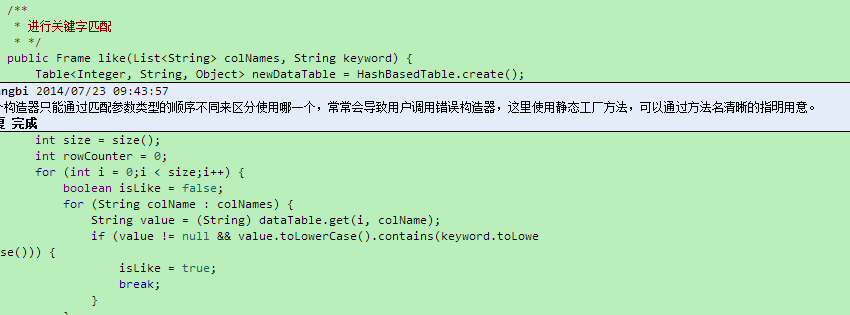 /**
* 进行关键字匹配
* */
public Frame like(List<String> colNames, String keyword) {
Table<Integer, String, Object> newDataTable = HashBasedTable.create();
ngbi 2014/07/23 09:43:57
构造器只能通过匹配参数类型的顺序不同来区分使用哪一个，常常会导致用户调用错误构造器，这里使用静态工厂方法，可以通过方法名清晰的指明用意。
完成
int size = size();
int rowCounter = 0;
for (int i = 0;i < size;i++) {
boolean isLike = false;
for (String colName : colNames) {
String value = (String) dataTable.get(i, colName);
if (value != null && value.toLowerCase().contains(keyword.toLowe
se())) {
isLike = true;
break;
}